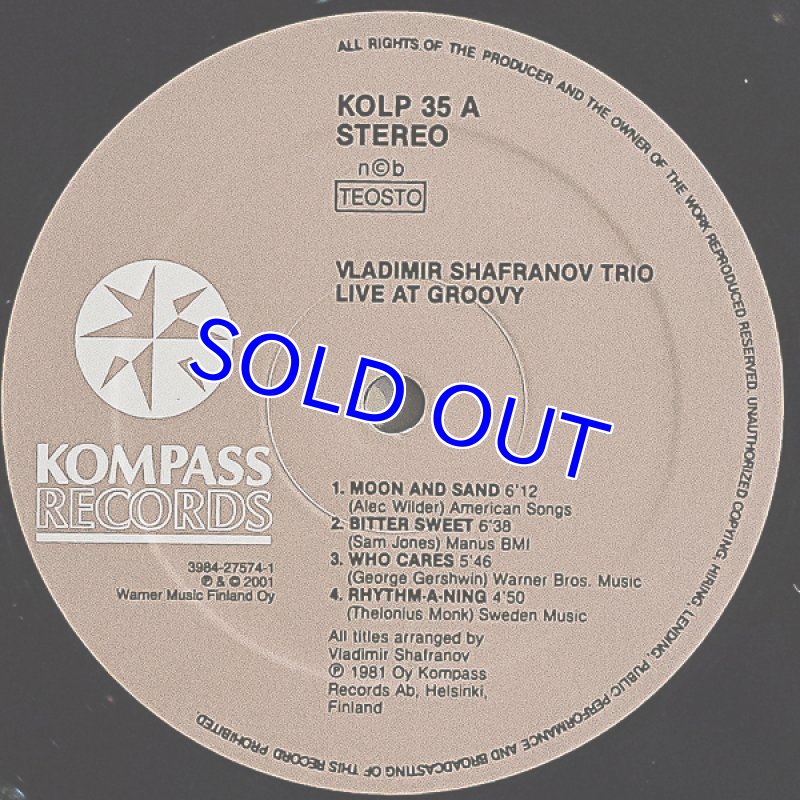 ALL RIGHTS OF THE PRODUCER AND THE OWNER OF THE WORK REPRODUCED RESERVED. UNAUTHORIZED COPYING, HIRING, LENDING, PUBLIC PERFORMANCE AND BROADCASTING OF THIS RECORD PROHIBITED.
KOLP 35 A
STEREO
n©b
TEOSTO
VLADIMIR SHAFRANOV TRIO
LIVE AT GROOVY
SOLD OUT
KOMPASS
RECORDS
3984-27574-1
℗ & © 2001
Warner Music Finland Oy
1. MOON AND SAND 6'12
(Alec Wilder) American Songs
2. BITTER SWEET 6'38
(Sam Jones) Manus BMI
3. WHO CARES 5'46
(George Gershwin) Warner Bros. Music
4. RHYTHM-A-NING 4'50
(Thelonius Monk) Sweden Music
All titles arranged by
Vladimir Shafranov
℗ 1981 Oy Kompass
Records Ab, Helsinki,
Finland